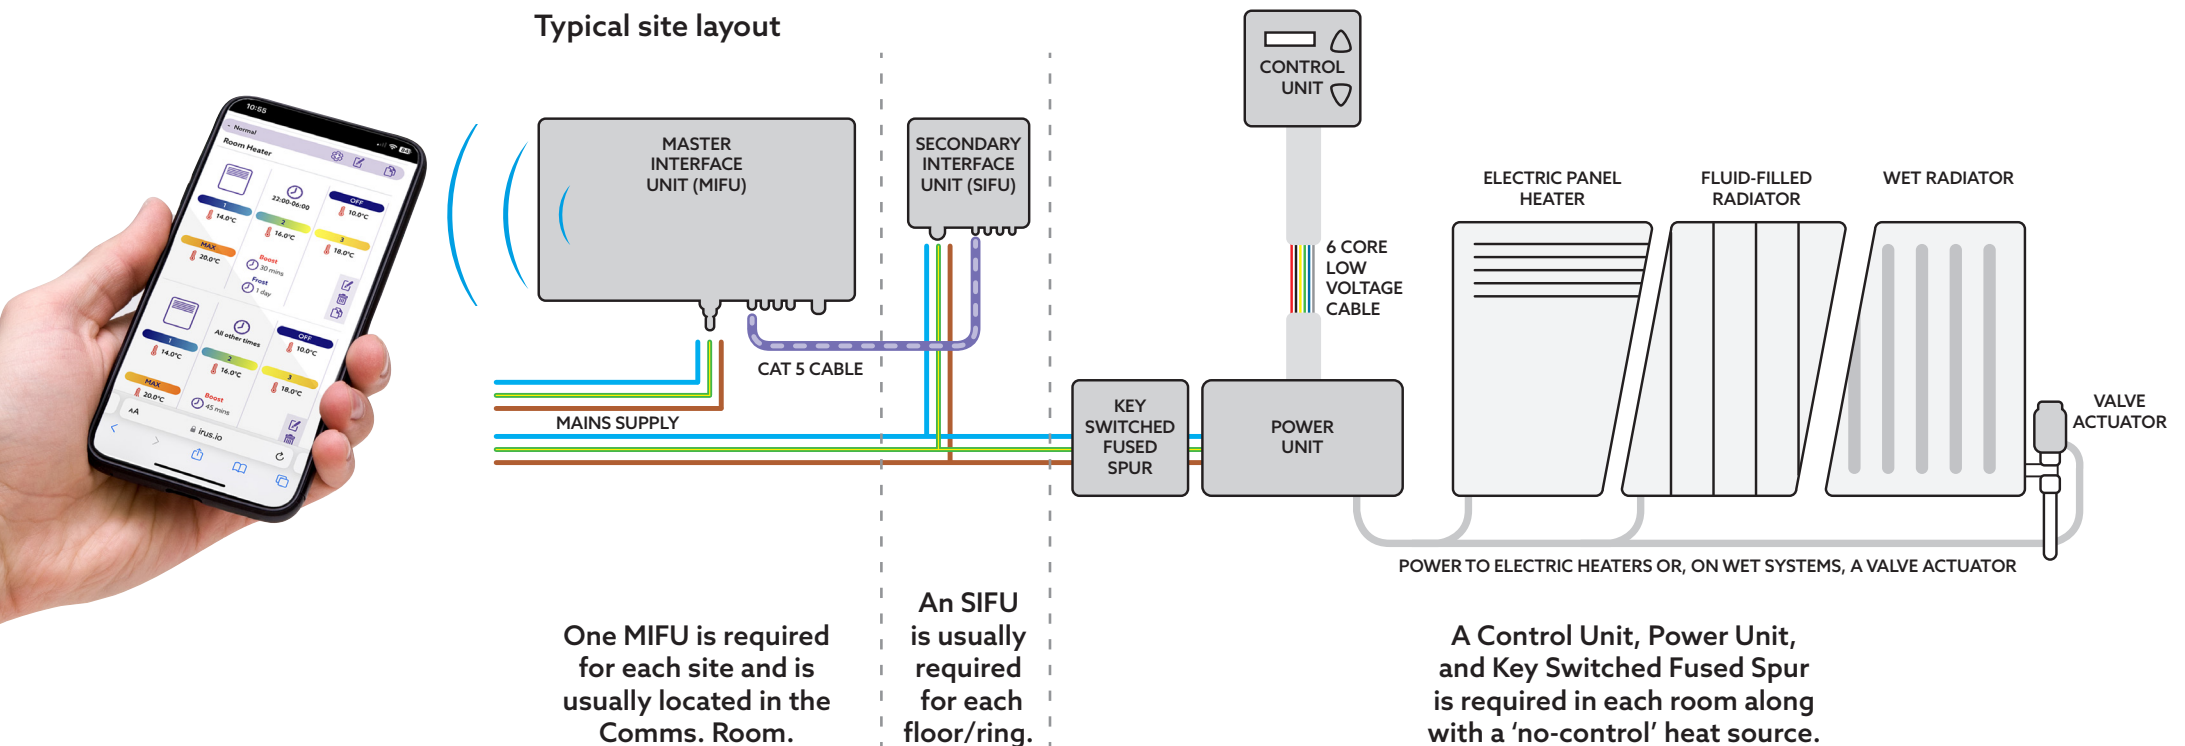 Typical site layout
10:55
84
Normal
Room Heater
22:00-06:00
OFF
10.0°C
1
14.0°C
2
16.0°C
3
18.0°C
MAX
20.0°C
Boost
30 mins
Frost
1 day
All other times
OFF
10.0°C
1
14.0°C
2
16.0°C
3
18.0°C
MAX
20.0°C
Boost
45 mins
AA
irus.io
MASTER
INTERFACE
UNIT (MIFU)
SECONDARY
INTERFACE
UNIT (SIFU)
CAT 5 CABLE
MAINS SUPPLY
CONTROL
UNIT
6 CORE
LOW
VOLTAGE
CABLE
KEY
SWITCHED
FUSED
SPUR
POWER
UNIT
ELECTRIC PANEL
HEATER
FLUID-FILLED
RADIATOR
WET RADIATOR
VALVE
ACTUATOR
POWER TO ELECTRIC HEATERS OR, ON WET SYSTEMS, A VALVE ACTUATOR
One MIFU is required
for each site and is
usually located in the
Comms. Room.
An SIFU
is usually
required
for each
floor/ring.
A Control Unit, Power Unit,
and Key Switched Fused Spur
is required in each room along
with a ‘no-control’ heat source.